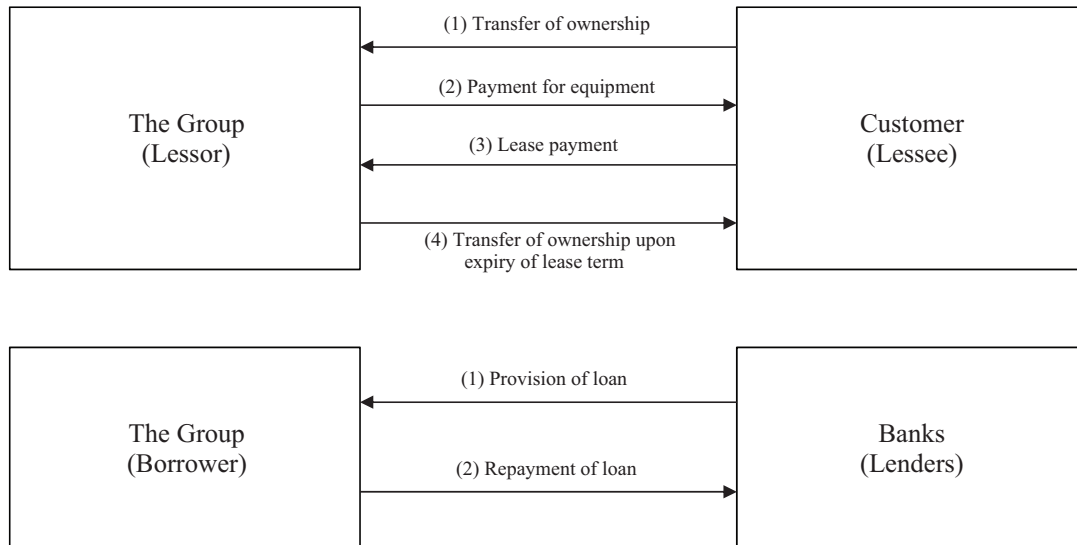 (1) Transfer of ownership
(2) Payment for equipment
The Group
(Lessor)
Customer
(Lessee)
(3) Lease payment
(4) Transfer of ownership upon
expiry of lease term
(1) Provision of loan
The Group
(Borrower)
Banks
(Lenders)
(2) Repayment of loan